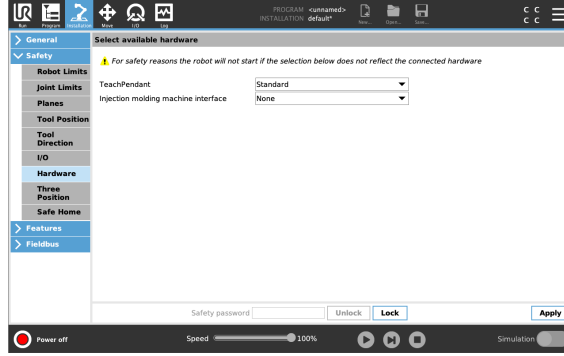 UR
Run
Program
Installation
Move
I/O
Log
PROGRAM <unnamed>
INSTALLATION default*
New...
Open...
Save...
C C
C C
General
Select available hardware
Safety
For safety reasons the robot will not start if the selection below does not reflect the connected hardware
Robot Limits
TeachPendant Standard
Joint Limits
Injection molding machine interface None
Planes
Tool Position
Tool
Direction
I/O
Hardware
Three
Position
Safe Home
Features
Fieldbus
Safety password Unlock Lock Apply
Power off
Speed 100%
Simulation